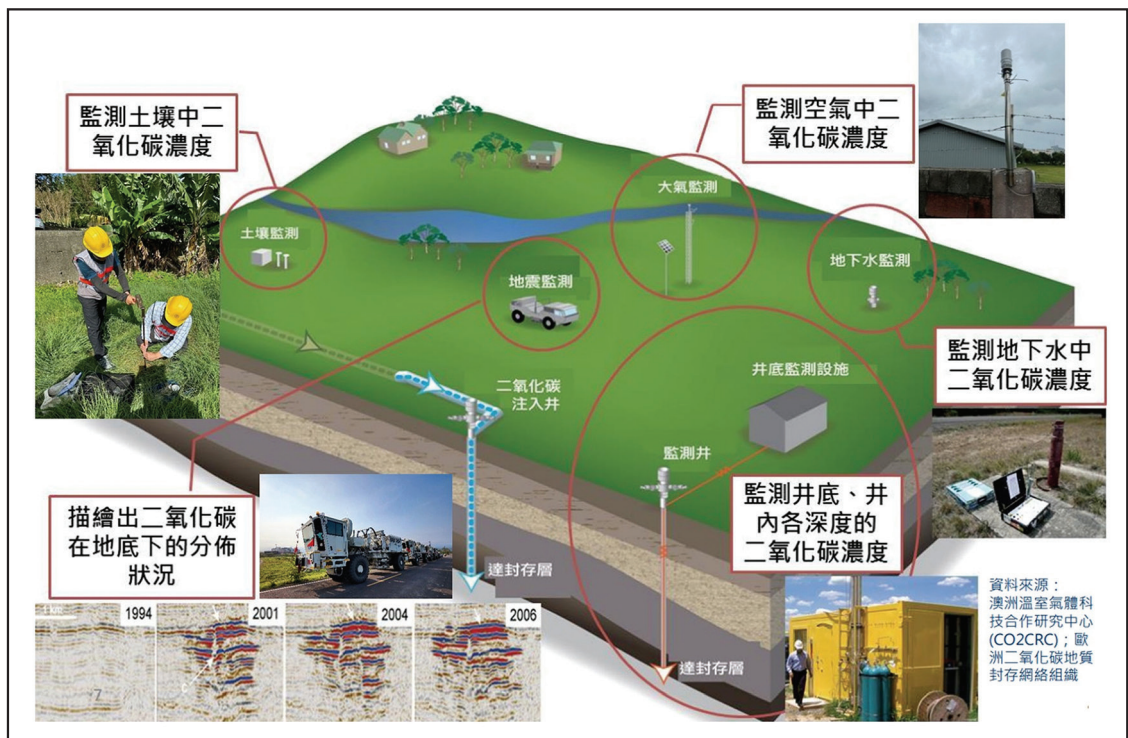 監測土壤中二
氧化碳濃度
監測空氣中二
氧化碳濃度
大氣監測
土壤監測
地震監測
地下水監測
監測地下水中
二氧化碳濃度
二氧化碳
注入井
井底監測設施
監測井
監測井底、井
內各深度的
二氧化碳濃度
描繪出二氧化碳
在地底下的分佈
狀況
達封存層
達封存層
1 km
1994
2001
2004
2006
資料來源：
澳洲溫室氣體科
技合作研究中心
(CO2CRC)；歐
洲二氧化碳地質
封存網絡組織